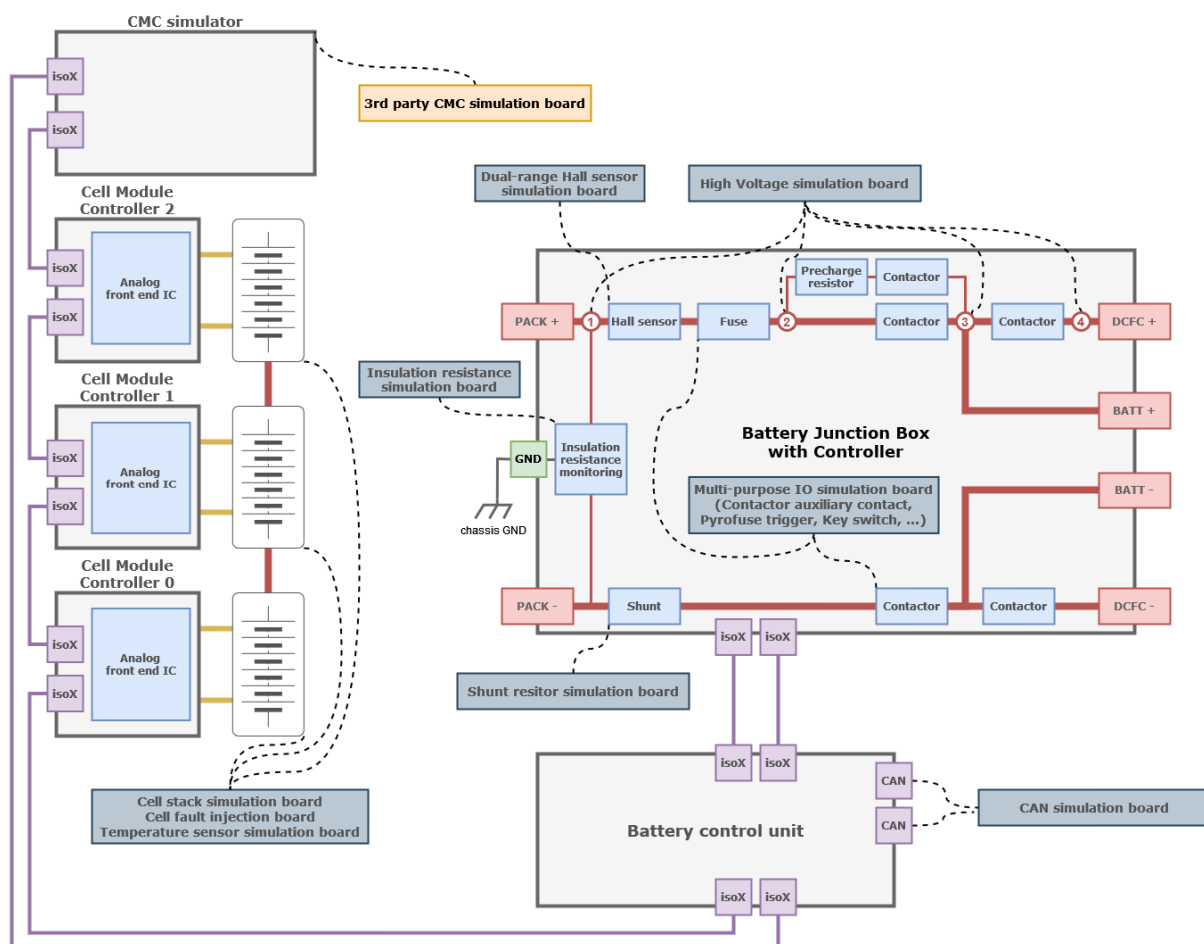 CMC simulator
isoX
isoX
3rd party CMC simulation board
Cell Module
Controller 2
isoX
isoX
Analog
front end IC
Cell Module
Controller 1
isoX
isoX
Analog
front end IC
Cell Module
Controller 0
isoX
isoX
Analog
front end IC
Cell stack simulation board
Cell fault injection board
Temperature sensor simulation board
Dual-range Hall sensor
simulation board
High Voltage simulation board
Precharge
resistor
Contactor
PACK +
1
Hall sensor
Fuse
2
Contactor
3
Contactor
4
DCFC +
Insulation resistance
simulation board
BATT +
Battery Junction Box
with Controller
GND
Insulation
resistance
monitoring
chassis GND
Multi-purpose IO simulation board
(Contactor auxiliary contact,
Pyrofuse trigger, Key switch, ...)
BATT -
PACK -
Shunt
Contactor
Contactor
DCFC -
isoX
isoX
Shunt resitor simulation board
isoX
isoX
CAN
CAN
CAN simulation board
Battery control unit
isoX
isoX